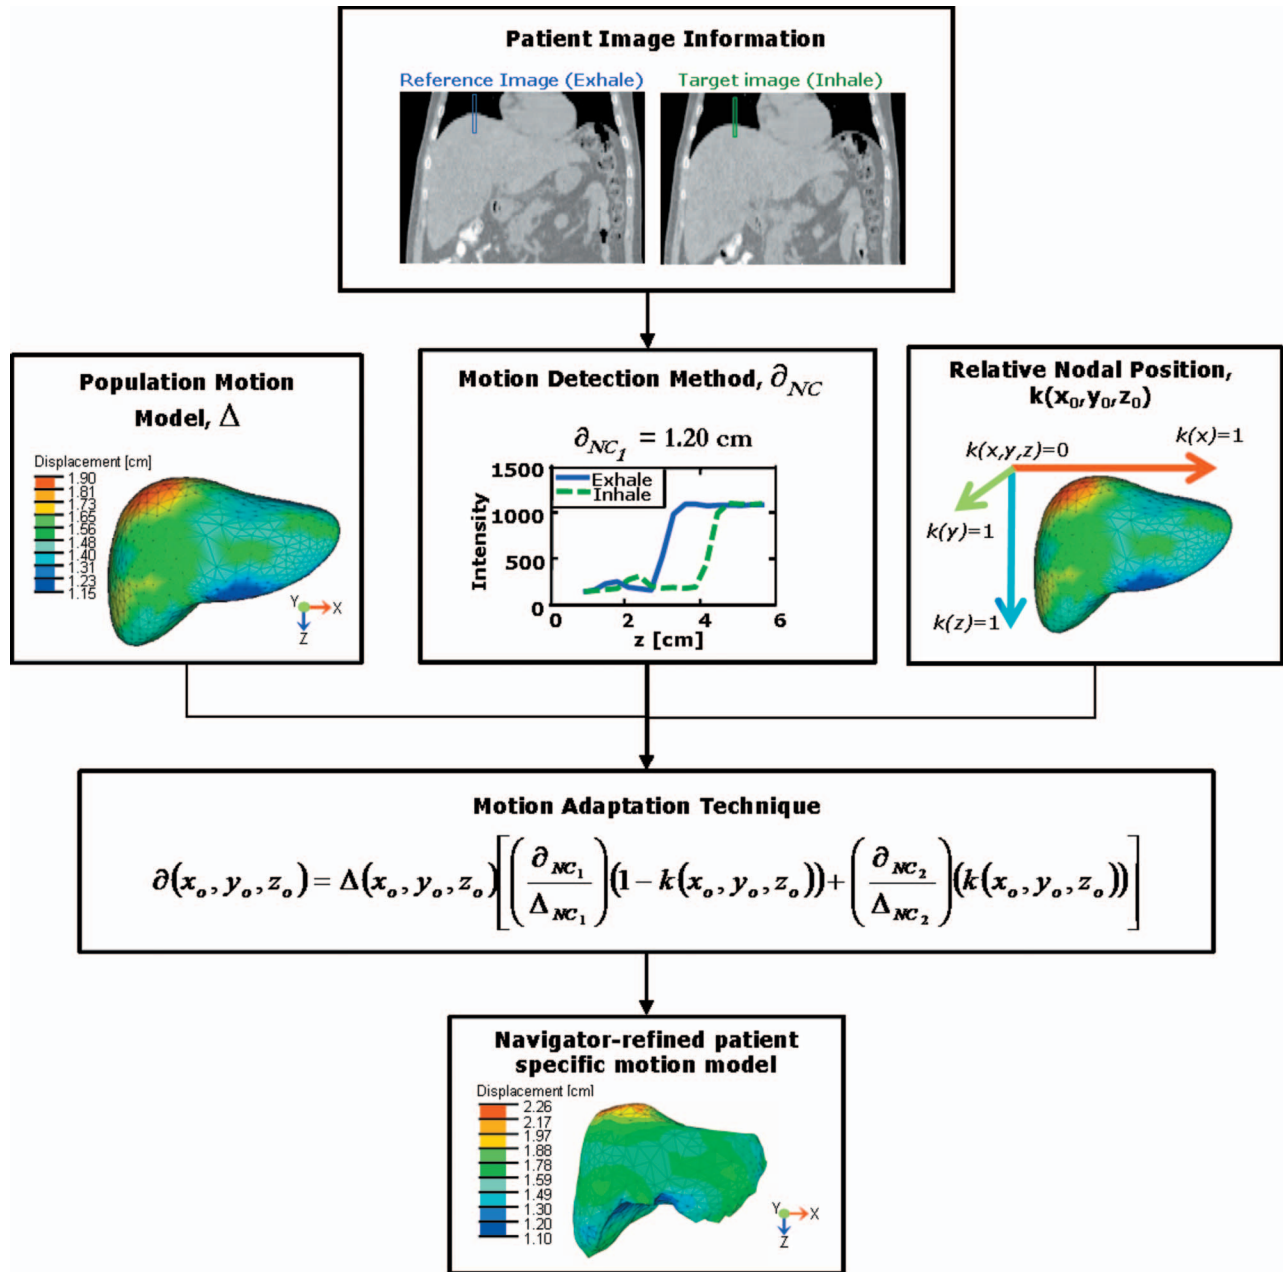 Patient Image Information
Reference Image (Exhale)
Target image (Inhale)
Population Motion
Model, Δ
Displacement [cm]
1.90
1.81
1.73
1.65
1.56
1.48
1.40
1.31
1.23
1.15
Y
X
Z
Motion Detection Method, ∂NC
∂NC1 = 1.20 cm
1500
1000
500
0
Intensity
Exhale
Inhale
0 2 4 6
z [cm]
Relative Nodal Position,
k(x0,y0,z0)
k(x)=1
k(x,y,z)=0
k(y)=1
k(z)=1
Motion Adaptation Technique
∂(xo, yo, zo) = Δ(xo, yo, zo)[(∂NC1/ΔNC1)(1 − k(xo, yo, zo)) + (∂NC2/ΔNC2)(k(xo, yo, zo))]
Navigator-refined patient
specific motion model
Displacement [cm]
2.26
2.17
1.97
1.88
1.78
1.59
1.49
1.30
1.20
1.10
Y
X
Z